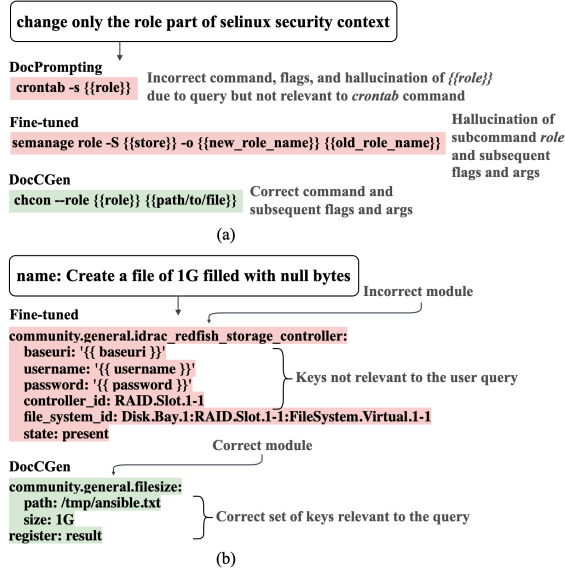 change only the role part of selinux security context
DocPrompting
crontab -s {{role}}
Incorrect command, flags, and hallucination of {{role}}
due to query but not relevant to crontab command
Fine-tuned
semanage role -S {{store}} -o {{new_role_name}} {{old_role_name}}
Hallucination of
subcommand role
and subsequent
flags and args
DocCGen
chcon --role {{role}} {{path/to/file}}
Correct command and
subsequent flags and args
(a)
name: Create a file of 1G filled with null bytes
Fine-tuned
Incorrect module
community.general.idrac_redfish_storage_controller:
baseuri: '{{ baseuri }}'
username: '{{ username }}'
password: '{{ password }}'
controller_id: RAID.Slot.1-1
Keys not relevant to the user query
file_system_id: Disk.Bay.1:RAID.Slot.1-1:FileSystem.Virtual.1-1
state: present
Correct module
DocCGen
community.general.filesize:
path: /tmp/ansible.txt
size: 1G
register: result
Correct set of keys relevant to the query
(b)